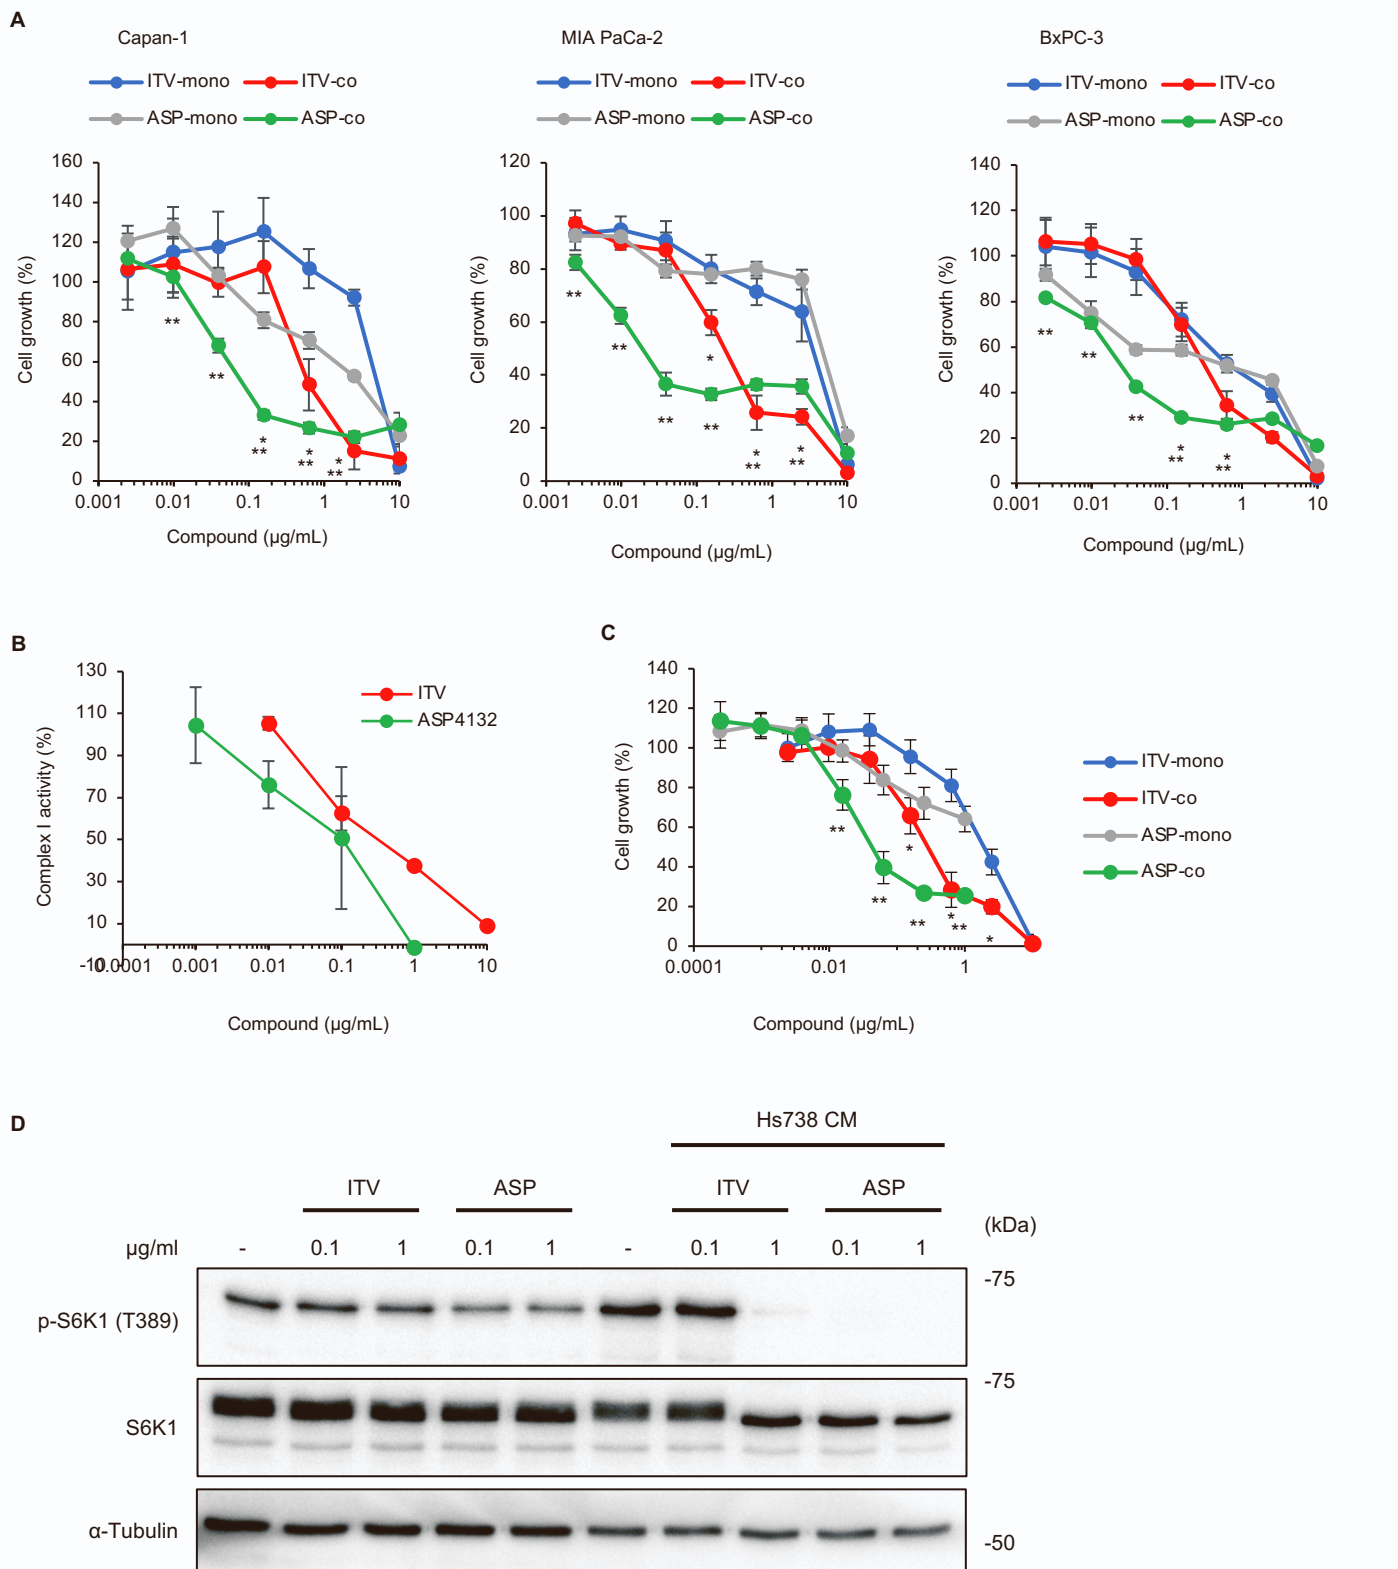 A
Capan-1
MIA PaCa-2
BxPC-3
ITV-mono ITV-co
ASP-mono ASP-co
ITV-mono ITV-co
ASP-mono ASP-co
ITV-mono ITV-co
ASP-mono ASP-co
Cell growth (%)
160
140
120
100
80
60
40
20
0
** ** * ** * ** * **
0.001 0.01 0.1 1 10
Compound (µg/mL)
Cell growth (%)
120
100
80
60
40
20
0
** ** ** * ** * ** * **
0.001 0.01 0.1 1 10
Compound (µg/mL)
Cell growth (%)
140
120
100
80
60
40
20
0
** ** ** * ** * **
0.001 0.01 0.1 1 10
Compound (µg/mL)
B
Complex I activity (%)
130
110
90
70
50
30
10
-10
ITV
ASP4132
0.0001 0.001 0.01 0.1 1 10
Compound (µg/mL)
C
Cell growth (%)
140
120
100
80
60
40
20
0
** ** * ** * ** *
0.0001 0.01 1
Compound (µg/mL)
ITV-mono
ITV-co
ASP-mono
ASP-co
D
Hs738 CM
ITV ASP ITV ASP
(kDa)
µg/ml - 0.1 1 0.1 1 - 0.1 1 0.1 1
-75
p-S6K1 (T389)
-75
S6K1
α-Tubulin
-50